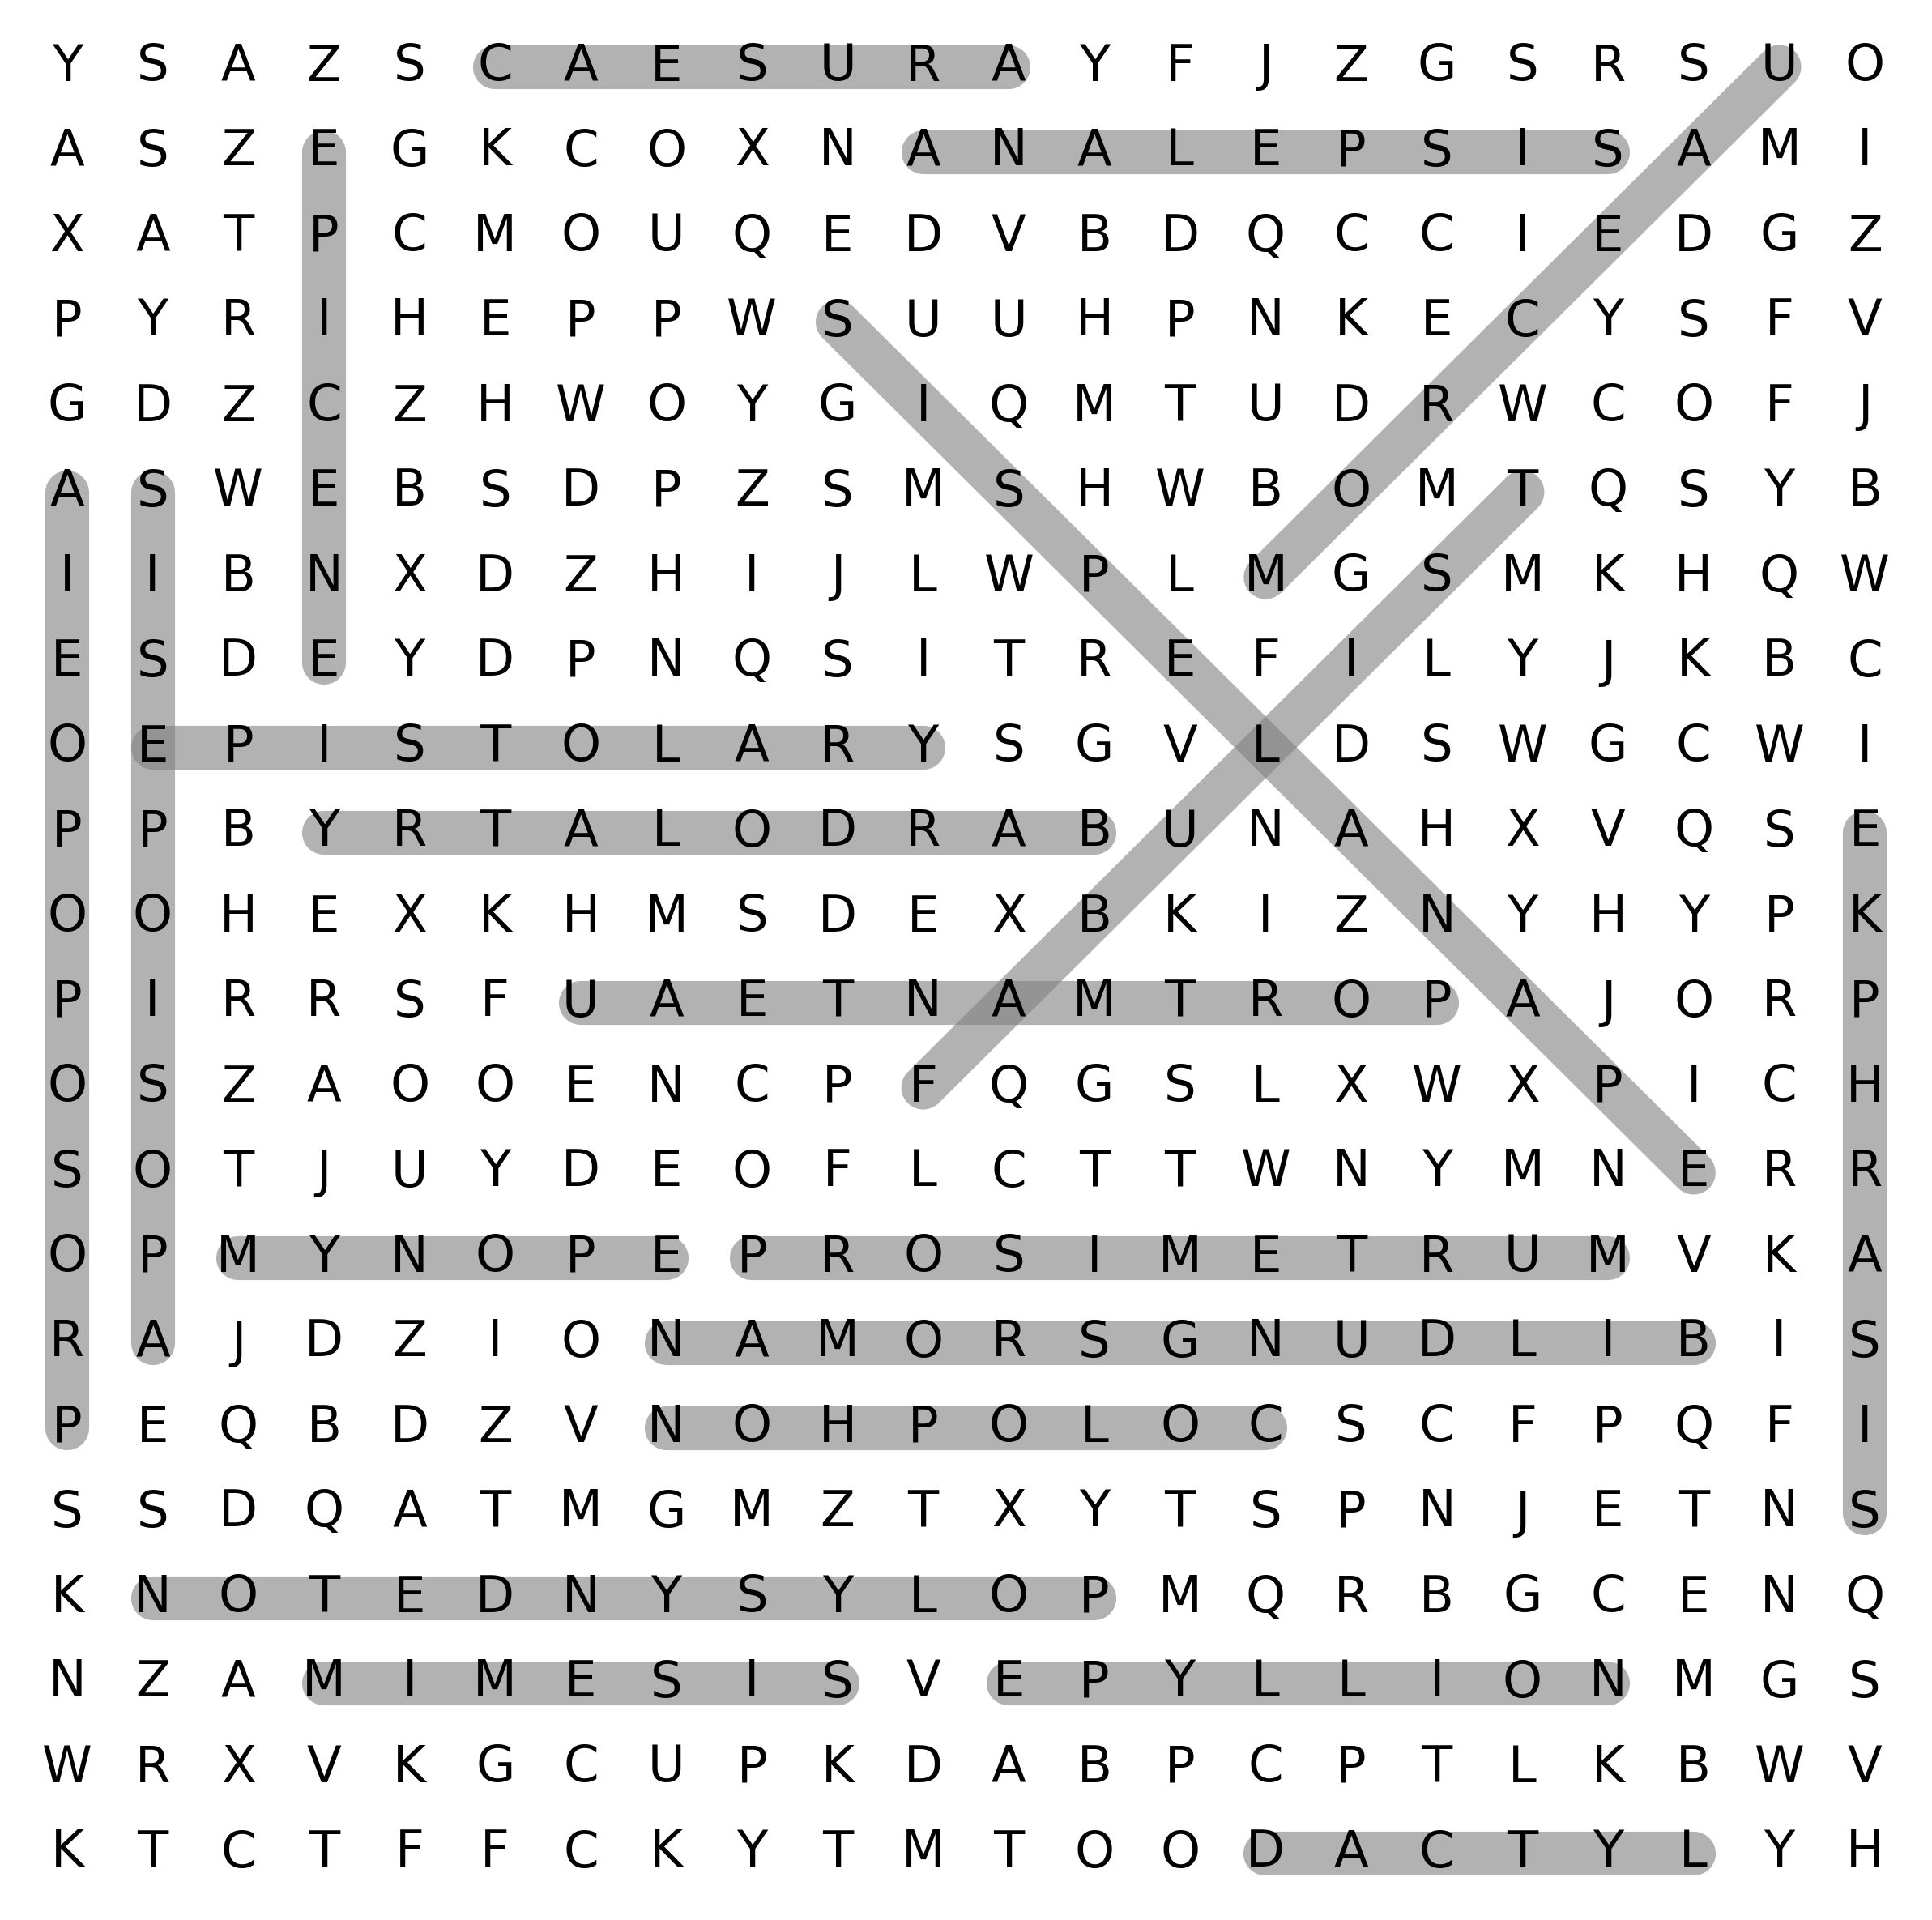 Y S A Z S C A E S U R A Y F J Z G S R S U O
A S Z E G K C O X N A N A L E P S I S A M I
X A T P C M O U Q E D V B D Q C C I E D G Z
P Y R I H E P P W S U U H P N K E C Y S F V
G D Z C Z H W O Y G I Q M T U D R W C O F J
A S W E B S D P Z S M S H W B O M T Q S Y B
I I B N X D Z H I J L W P L M G S M K H Q W
E S D E Y D P N Q S I T R E F I L Y J K B C
O E P I S T O L A R Y S G V L D S W G C W I
P P B Y R T A L O D R A B U N A H X V Q S E
O O H E X K H M S D E X B K I Z N Y H Y P K
P I R R S F U A E T N A M T R O P A J O R P
O S Z A O O E N C P F Q G S L X W X P I C H
S O T J U Y D E O F L C T T W N Y M N E R R
O P M Y N O P E P R O S I M E T R U M V K A
R A J D Z I O N A M O R S G N U D L I B I S
P E Q B D Z V N O H P O L O C S C F P Q F I
S S D Q A T M G M Z T X Y T S P N J E T N S
K N O T E D N Y S Y L O P M Q R B G C E N Q
N Z A M I M E S I S V E P Y L L I O N M G S
W R X V K G C U P K D A B P C P T L K B W V
K T C T F F C K Y T M T O O D A C T Y L Y H